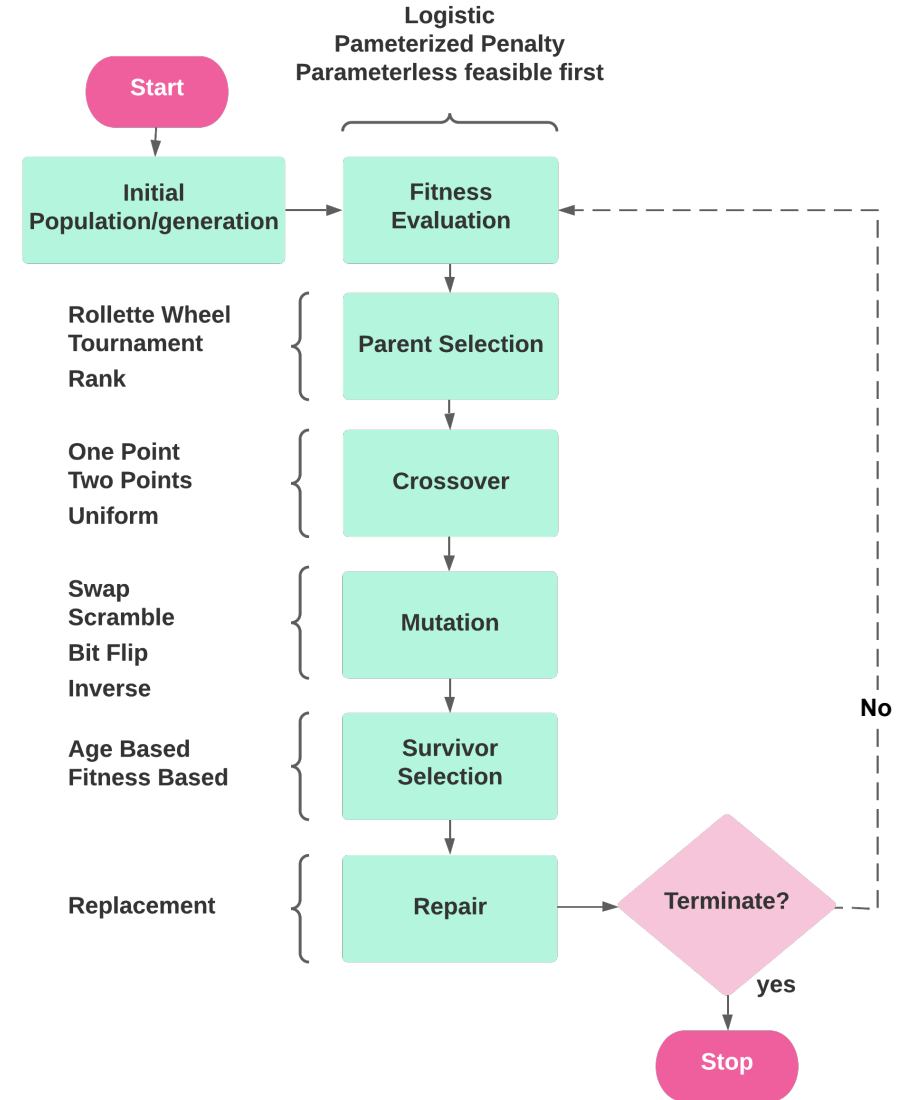 Logistic
Pameterized Penalty
Parameterless feasible first
Start
Initial
Population/generation
Fitness
Evaluation
Rollette Wheel
Tournament
Rank
Parent Selection
One Point
Two Points
Uniform
Crossover
Swap
Scramble
Bit Flip
Inverse
Mutation
Age Based
Fitness Based
Survivor
Selection
No
Replacement
Repair
Terminate?
yes
Stop